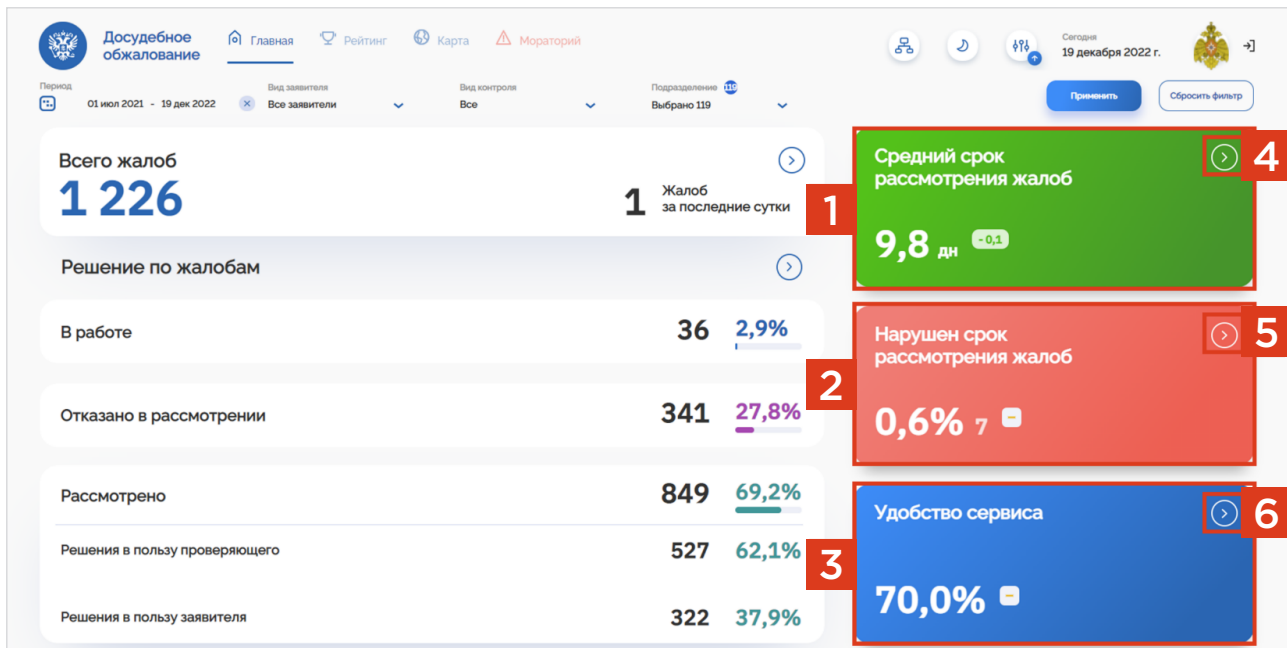 Досудебное
обжалование
Главная
Рейтинг
Карта
Мораторий
Сегодня
19 декабря 2022 г.
Период
01 июл 2021 - 19 дек 2022
Вид заявителя
Все заявители
Вид контроля
Все
Подразделение 119
Выбрано 119
Применить
Сбросить фильтр
Всего жалоб
1 226
1
Жалоб
за последние сутки
Решение по жалобам
В работе
36 2,9%
Отказано в рассмотрении
341 27,8%
Рассмотрено
849 69,2%
Решения в пользу проверяющего
527 62,1%
Решения в пользу заявителя
322 37,9%
1
Средний срок
рассмотрения жалоб
4
9,8 дн - 0,1
2
Нарушен срок
рассмотрения жалоб
5
0,6% 7 –
3
Удобство сервиса
6
70,0% –